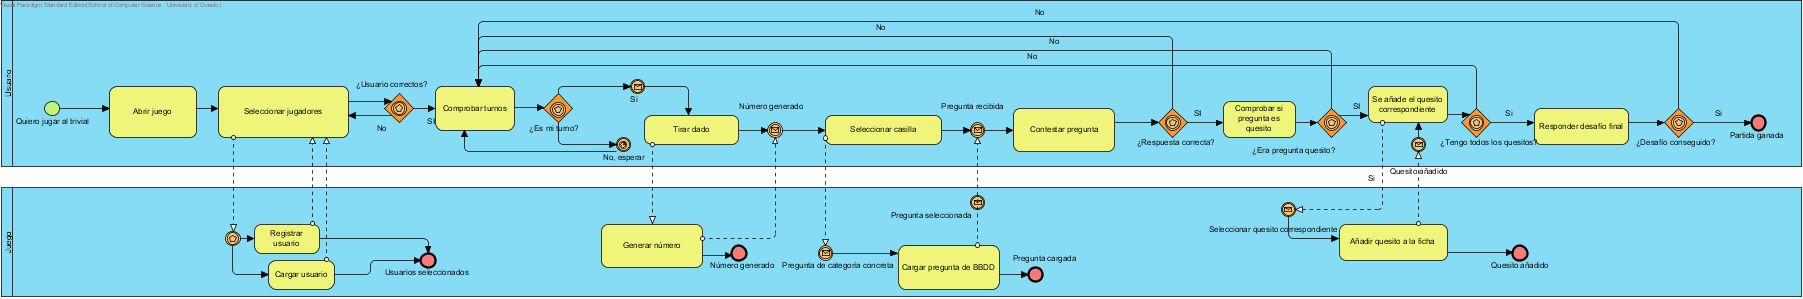 Visual Paradigm Standard Edition(School of Computer Science - University of Oviedo)
Usuario
Quiero jugar al trivial
Abrir juego
Seleccionar jugadores
¿Usuario correctos?
No
SI
Comprobar turnos
¿Es mi turno?
Si
No, esperar
Tirar dado
Número generado
Seleccionar casilla
Pregunta recibida
Contestar pregunta
¿Respuesta correcta?
SI
Comprobar si
pregunta es
quesito
¿Era pregunta quesito?
SI
Se añade el quesito
correspondiente
Quesito añadido
¿Tengo todos los quesitos?
Si
Responder desafío final
¿Desafío conseguido?
Si
Partida ganada
No
No
No
No
Si
Juego
Registrar
usuario
Cargar usuario
Usuarios seleccionados
Generar número
Número generado
Pregunta de categoría concreta
Pregunta seleccionada
Cargar pregunta de BBDD
Pregunta cargada
Seleccionar quesito correspondiente
Añadir quesito a la ficha
Quesito añadido